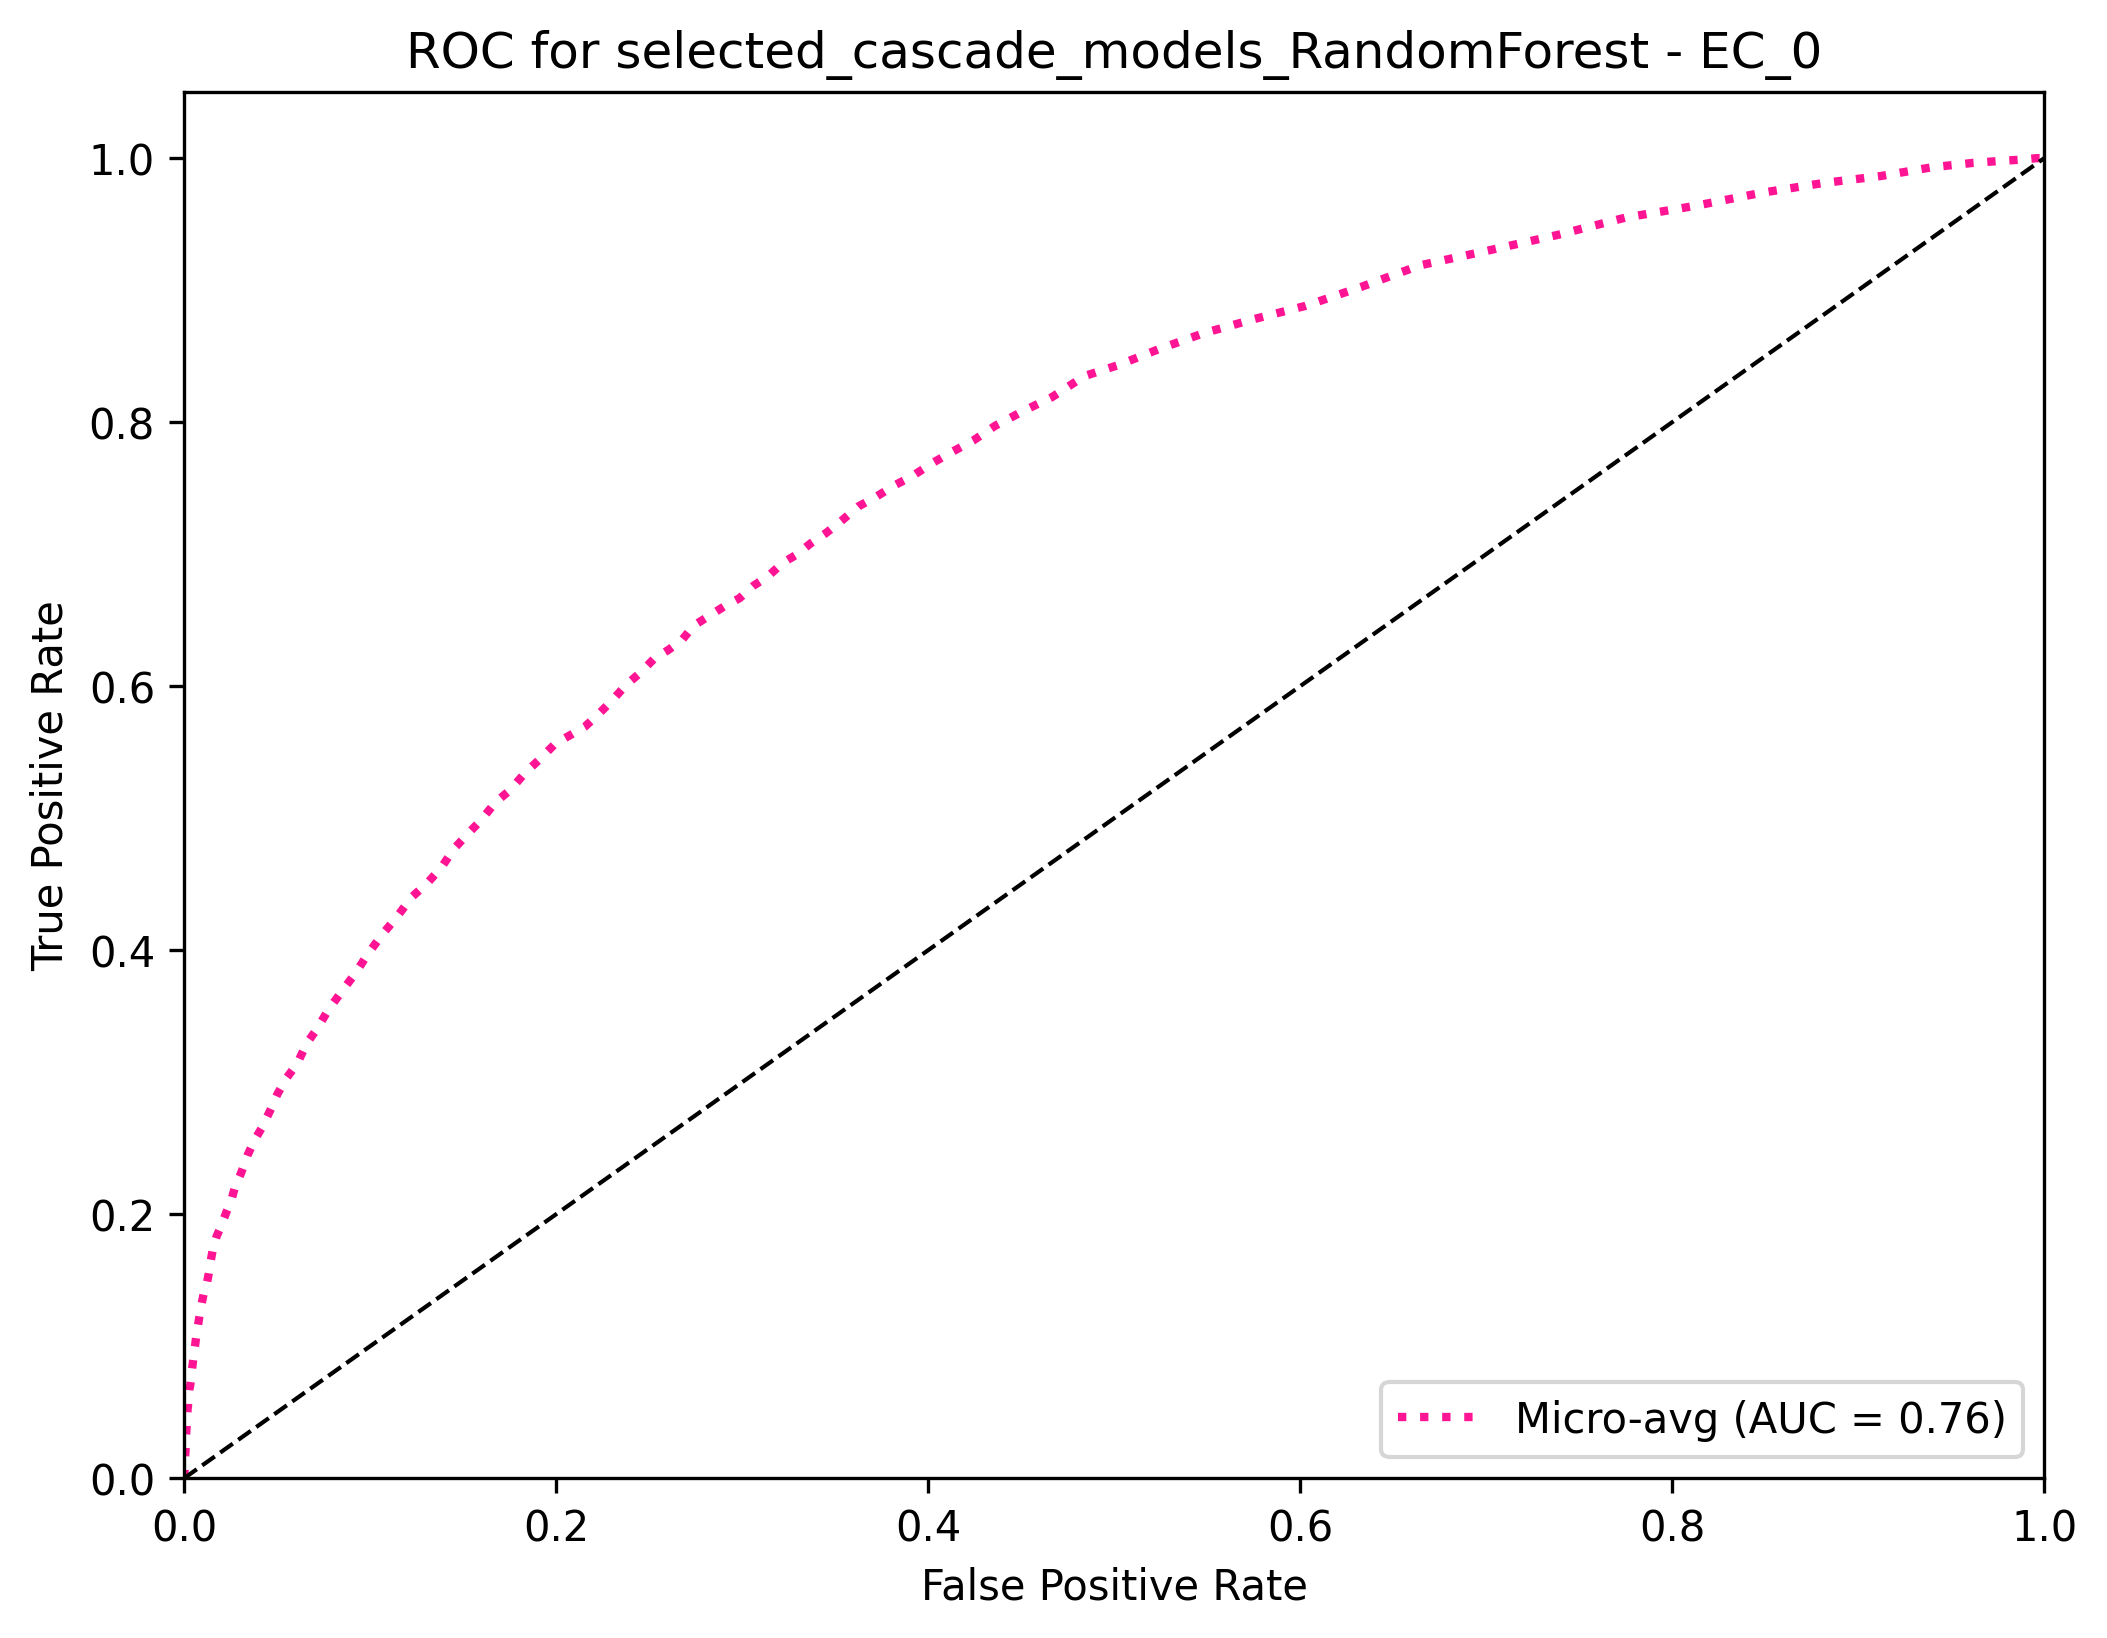 ROC for selected_cascade_models_RandomForest - EC_0
True Positive Rate
1.0
0.8
0.6
0.4
0.2
0.0
Micro-avg (AUC = 0.76)
0.0 0.2 0.4 0.6 0.8 1.0
False Positive Rate